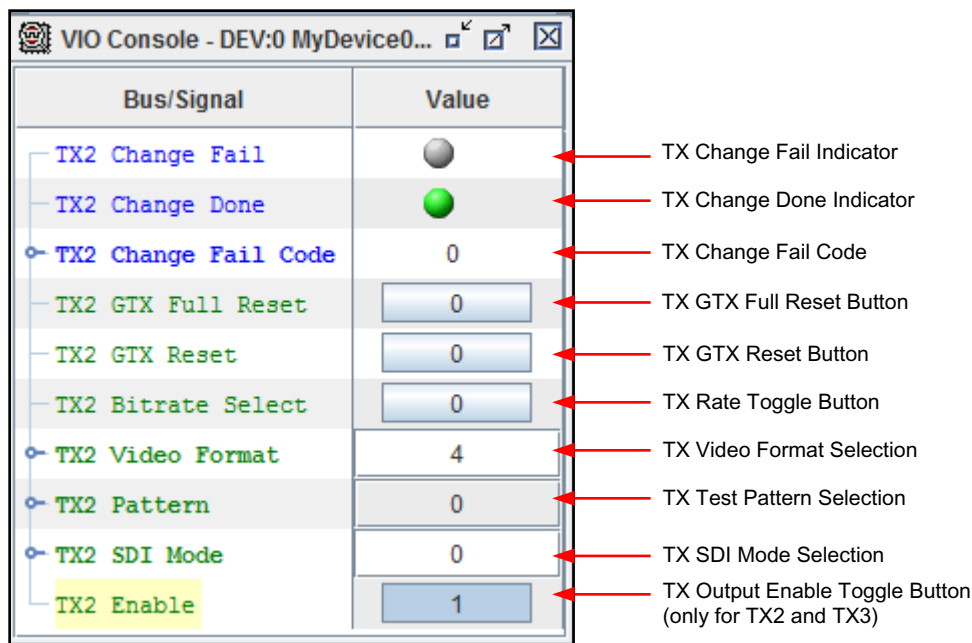 VIO Console - DEV:0 MyDevice0...
Bus/Signal Value
TX2 Change Fail TX Change Fail Indicator
TX2 Change Done TX Change Done Indicator
TX2 Change Fail Code 0 TX Change Fail Code
TX2 GTX Full Reset 0 TX GTX Full Reset Button
TX2 GTX Reset 0 TX GTX Reset Button
TX2 Bitrate Select 0 TX Rate Toggle Button
TX2 Video Format 4 TX Video Format Selection
TX2 Pattern 0 TX Test Pattern Selection
TX2 SDI Mode 0 TX SDI Mode Selection
TX2 Enable 1 TX Output Enable Toggle Button
(only for TX2 and TX3)